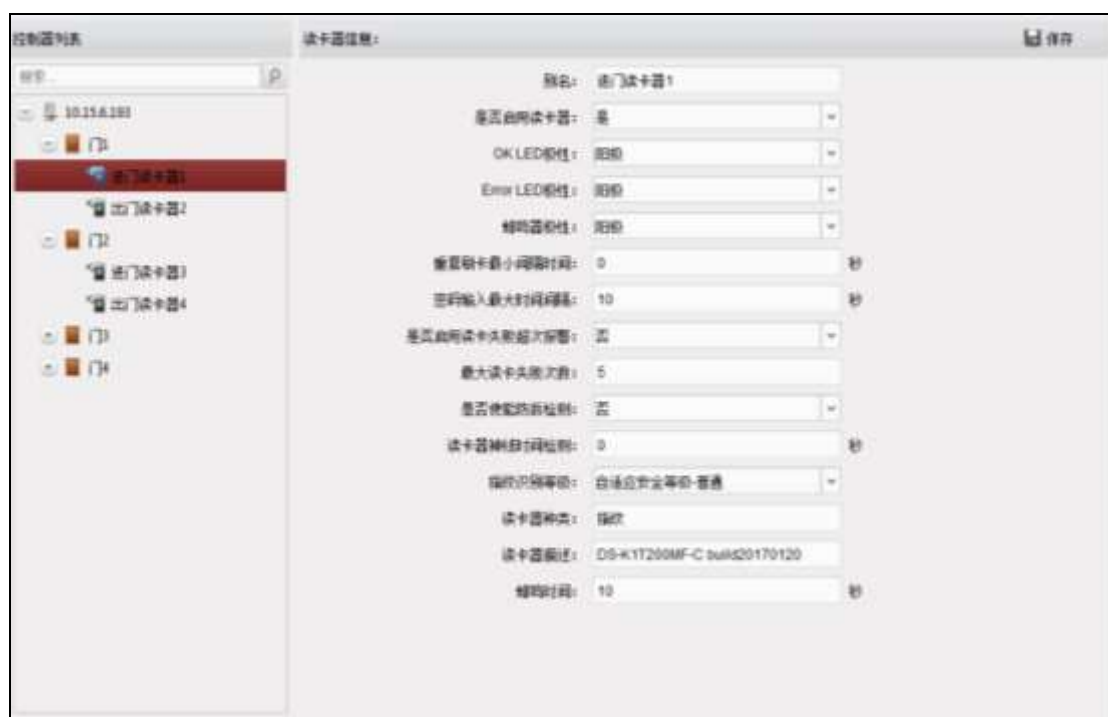 控制器列表
读卡器信息：
保存
搜索...
10.15.6.193
门1
进门读卡器1
出门读卡器2
门2
进门读卡器3
出门读卡器4
门3
门4
别名： 进门读卡器1
是否启用读卡器： 是
OK LED极性： 阳极
Error LED极性： 阳极
蜂鸣器极性： 阳极
重复刷卡最小间隔时间： 0 秒
密码输入最大时间间隔： 10 秒
是否启用读卡失败超次报警： 否
最大读卡失败次数： 5
是否使能防拆检测： 否
读卡器掉线时间检测： 0 秒
指纹识别等级： 自适应安全等级-普通
读卡器种类： 指纹
读卡器描述： DS-K1T200MF-C build20170120
蜂鸣时间： 10 秒